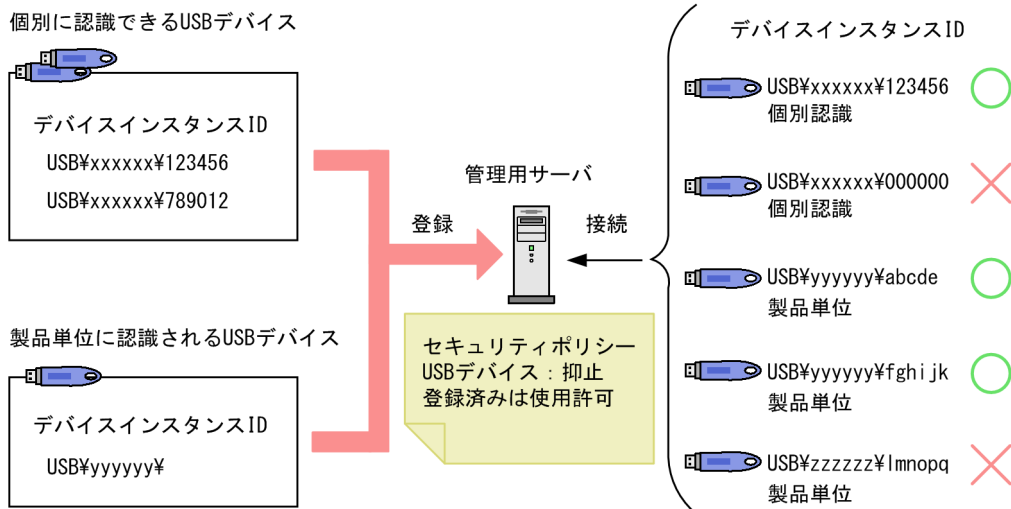 個別に認識できるUSBデバイス
デバイスインスタンスID
USB¥xxxxxx¥123456
USB¥xxxxxx¥789012
製品単位に認識されるUSBデバイス
デバイスインスタンスID
USB¥yyyyyy¥
登録
管理用サーバ
接続
セキュリティポリシー
USBデバイス：抑止
登録済みは使用許可
デバイスインスタンスID
USB¥xxxxxx¥123456
個別認識
USB¥xxxxxx¥000000
個別認識
USB¥yyyyyy¥abcde
製品単位
USB¥yyyyyy¥fghijk
製品単位
USB¥zzzzzz¥lmnopq
製品単位